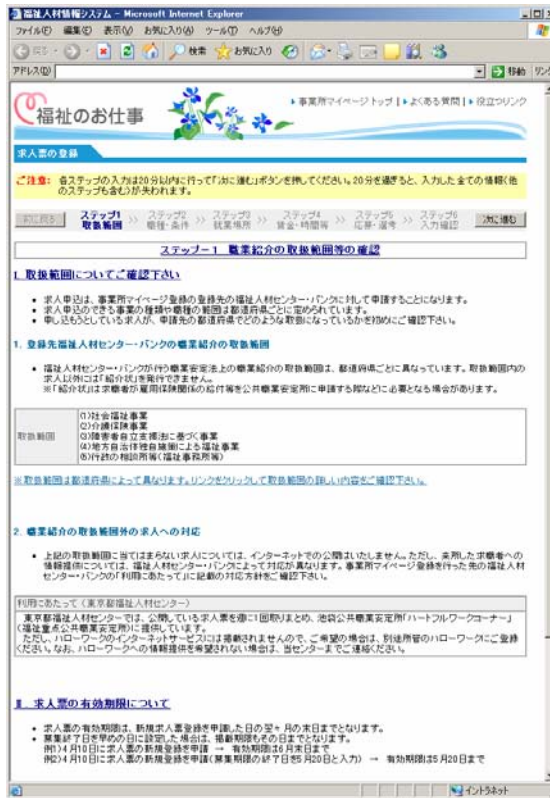 福祉人材情報システム - Microsoft Internet Explorer
ファイル(F) 編集(E) 表示(V) お気に入り(A) ツール(T) ヘルプ(H)
戻る 検索 お気に入り
アドレス(D) 移動 リンク
福祉のお仕事
事業所マイページトップ | よくある質問 | 役立つリンク
求人票の登録
ご注意: 各ステップの入力は20分以内に行って「次に進む」ボタンを押してください。20分を過ぎると、入力した全ての情報(他
のステップも含む)が失われます。
前に戻る ステップ1 取扱範囲 >> ステップ2 職種・条件 >> ステップ3 就業場所 >> ステップ4 賃金・時間等 >> ステップ5 応募・選考 >> ステップ6 入力確認 次に進む
ステップ-1 職業紹介の取扱範囲等の確認
I 取扱範囲についてご確認下さい
• 求人申込は、事業所マイページ登録の登録先の福祉人材センター・バンクに対して申請することになります。
• 求人申込のできる事業の種類や職種の範囲は都道府県ごとに定められています。
• 申し込もうとしている求人が、申請先の都道府県でどのような取扱になっているかを初めにご確認下さい。
1. 登録先福祉人材センター・バンクの職業紹介の取扱範囲
• 福祉人材センター・バンクが行う職業安定法上の職業紹介の取扱範囲は、都道府県ごとに異なっています。取扱範囲内の
求人以外には「紹介状」を発行できません。
※「紹介状」は求職者が雇用保険関係の給付等を公共職業安定所に申請する際などに必要となる場合があります。
取扱範囲
(1)社会福祉事業
(2)介護保険事業
(3)障害者自立支援法に基づく事業
(4)地方自治体独自施策による福祉事業
(5)行政の相談所等(福祉事務所等)
※取扱範囲は都道府県によって異なります。リンクをクリックして取扱範囲の詳しい内容をご確認下さい。
2. 職業紹介の取扱範囲外の求人への対応
• 上記の取扱範囲に当てはまらない求人については、インターネットでの公開はいたしません。ただし、来所した求職者への
情報提供については、福祉人材センター・バンクによって対応が異なります。事業所マイページ登録を行った先の福祉人材
センター・バンクの「利用にあたって」に記載の対応方針をご確認下さい。
利用にあたって (東京都福祉人材センター)
東京都福祉人材センターでは、公開している求人票を週に1回取りまとめ、池袋公共職業安定所「ハートフルワークコーナー」
(福祉重点公共職業安定所)に提供しています。
ただし、ハローワークのインターネットサービスには掲載されませんので、ご希望の場合は、別途所管のハローワークにご登録
ください。なお、ハローワークへの情報提供を希望されない場合は、当センターまでご連絡ください。
II 求人票の有効期限について
• 求人票の有効期限は、新規求人票登録を申請した日の翌々月の末日までとなります。
• 募集終了日を早めの日に設定した場合は、掲載期限もその日までとなります。
例1)4月10日に求人票の新規登録を申請 → 有効期限は6月末日まで
例2)4月10日に求人票の新規登録を申請(募集期限の終了日を5月20日と入力) → 有効期限は5月20日まで
イントラネット